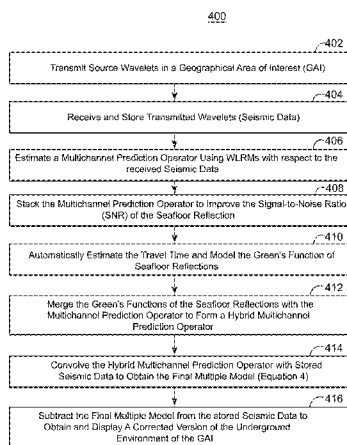 400
402
Transmit Source Wavelets in a Geographical Area of Interest (GAI)
404
Receive and Store Transmitted Wavelets (Seismic Data)
406
Estimate a Multichannel Prediction Operator Using WLRMs with respect to the
received Seismic Data
408
Stack the Multichannel Prediction Operator to Improve the Signal-to-Noise Ratio
(SNR) of the Seafloor Reflection
410
Automatically Estimate the Travel Time and Model the Green's Function of
Seafloor Reflections
412
Merge the Green's Functions of the Seafloor Reflections with the
Multichannel Prediction Operator to Form a Hybrid Multichannel
Prediction Operator
414
Convolve the Hybrid Multichannel Prediction Operator with Stored
Seismic Data to Obtain the Final Multiple Model (Equation 4)
416
Subtract the Final Multiple Model from the stored Seismic Data to
Obtain and Display A Corrected Version of the Underground
Environment of the GAI